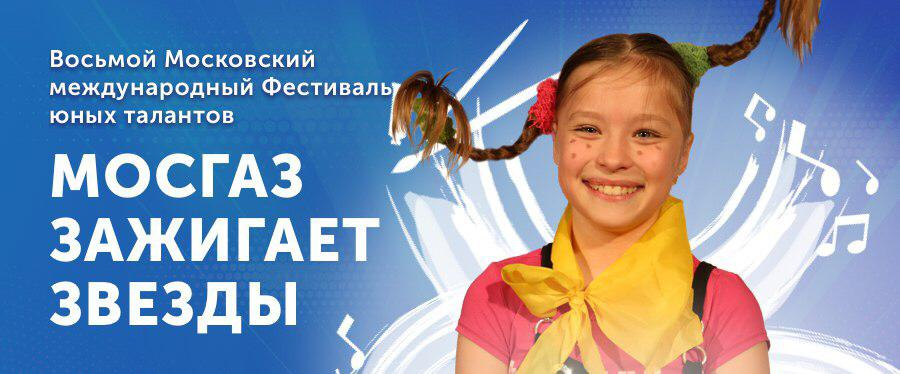 Восьмой Московский
международный Фестиваль
юных талантов
МОСГАЗ
ЗАЖИГАЕТ
ЗВЕЗДЫ